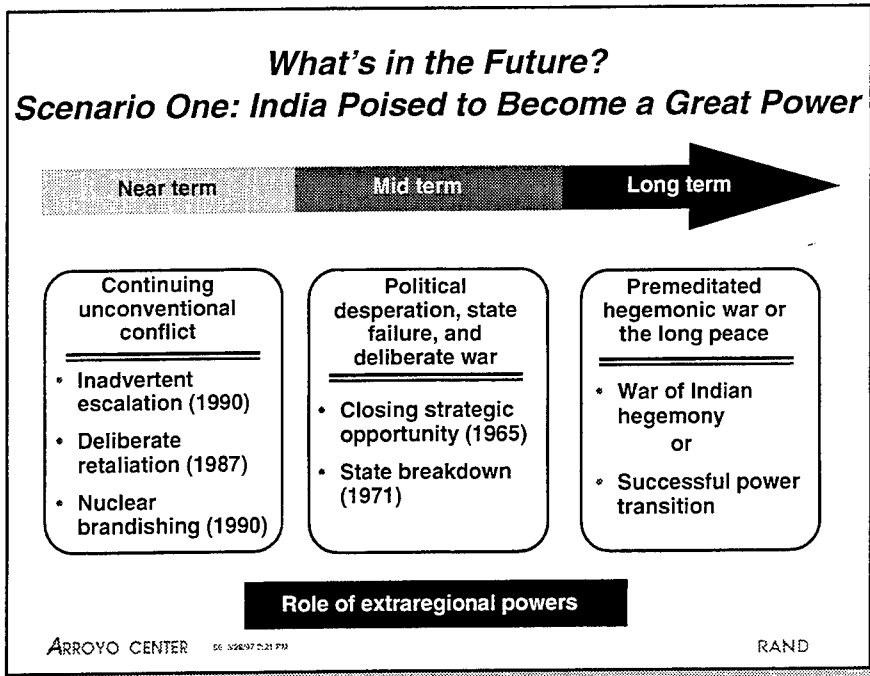 What's in the Future?
Scenario One: India Poised to Become a Great Power
Near term
Mid term
Long term
Continuing
unconventional
conflict
• Inadvertent
escalation (1990)
• Deliberate
retaliation (1987)
• Nuclear
brandishing (1990)
Political
desperation, state
failure, and
deliberate war
• Closing strategic
opportunity (1965)
• State breakdown
(1971)
Premeditated
hegemonic war or
the long peace
• War of Indian
hegemony
or
• Successful power
transition
Role of extraregional powers
ARROYO CENTER
RAND